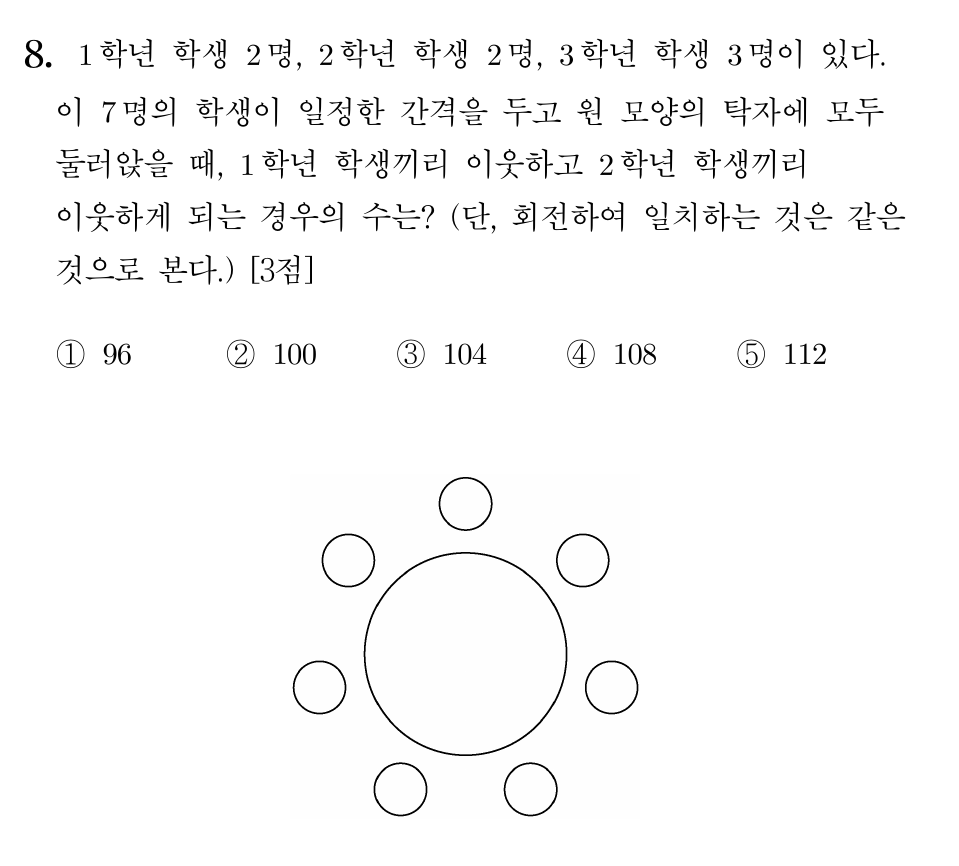 8. 1학년 학생 2명, 2학년 학생 2명, 3학년 학생 3명이 있다.
이 7명의 학생이 일정한 간격을 두고 원 모양의 탁자에 모두
둘러앉을 때, 1학년 학생끼리 이웃하고 2학년 학생끼리
이웃하게 되는 경우의 수는? (단, 회전하여 일치하는 것은 같은
것으로 본다.) [3점]
① 96 ② 100 ③ 104 ④ 108 ⑤ 112